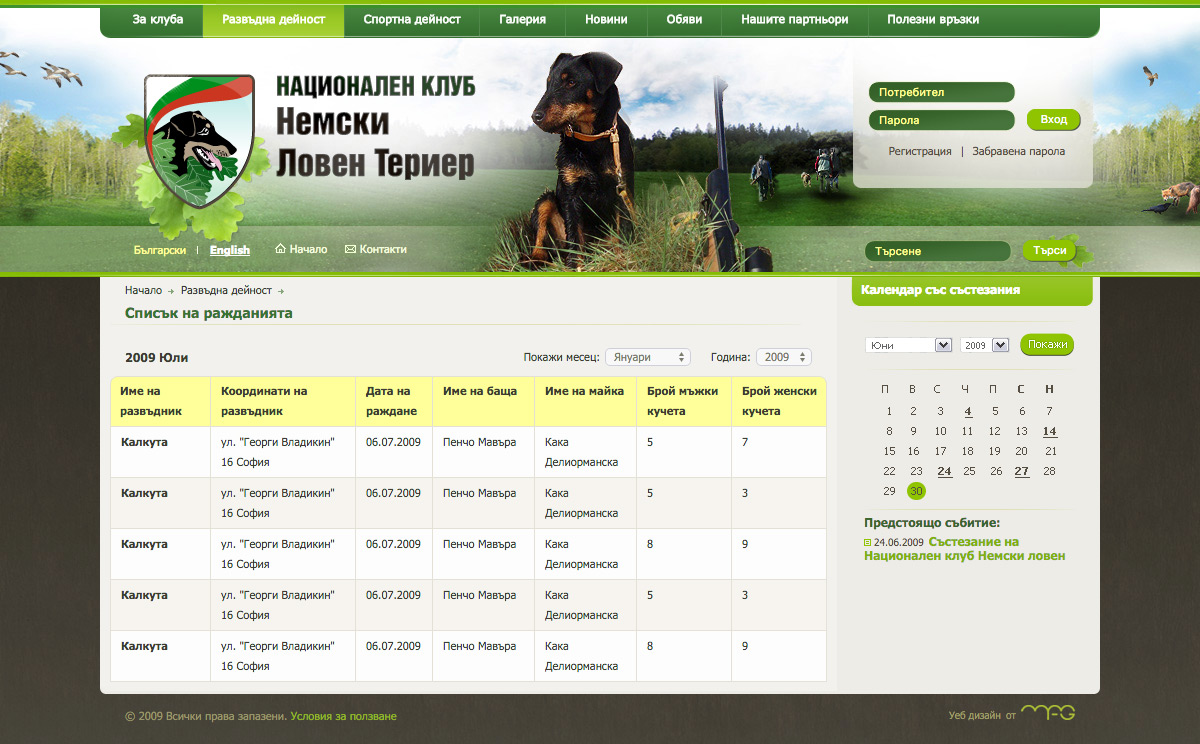 За клуба Развъдна дейност Спортна дейност Галерия Новини Обяви Нашите партньори Полезни връзки
НАЦИОНАЛЕН КЛУБ
Немски
Ловен Териер
Потребител
Парола Вход
Регистрация | Забравена парола
Български | English Начало Контакти
Търсене Търси
Начало → Развъдна дейност →
Списък на ражданията
2009 Юли Покажи месец: Януари Година: 2009
Име на развъдник Координати на развъдник Дата на раждане Име на баща Име на майка Брой мъжки кучета Брой женски кучета
Калкута ул. "Георги Владикин" 16 София 06.07.2009 Пенчо Мавъра Кака Делиорманска 5 7
Калкута ул. "Георги Владикин" 16 София 06.07.2009 Пенчо Мавъра Кака Делиорманска 5 3
Калкута ул. "Георги Владикин" 16 София 06.07.2009 Пенчо Мавъра Кака Делиорманска 8 9
Калкута ул. "Георги Владикин" 16 София 06.07.2009 Пенчо Мавъра Кака Делиорманска 5 3
Калкута ул. "Георги Владикин" 16 София 06.07.2009 Пенчо Мавъра Кака Делиорманска 8 9
Календар със състезания
Юни 2009 Покажи
П В С Ч П С Н
1 2 3 4 5 6 7
8 9 10 11 12 13 14
15 16 17 18 19 20 21
22 23 24 25 26 27 28
29 30
Предстоящо събитие:
24.06.2009 Състезание на
Национален клуб Немски ловен
© 2009 Всички права запазени. Условия за ползване
Уеб дизайн от MFG